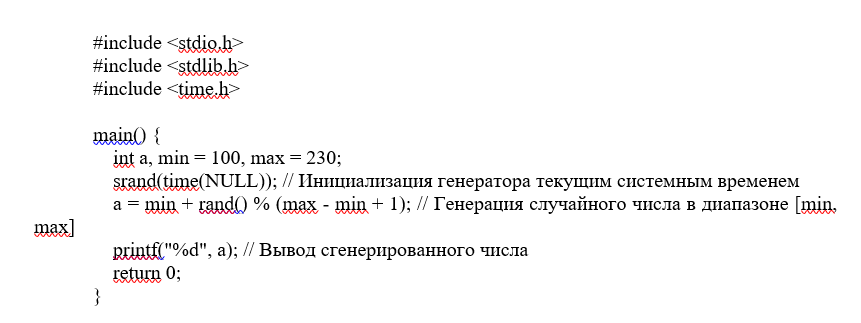 #include <stdio.h>
#include <stdlib.h>
#include <time.h>
main() {
int a, min = 100, max = 230;
srand(time(NULL)); // Инициализация генератора текущим системным временем
a = min + rand() % (max - min + 1); // Генерация случайного числа в диапазоне [min,
max]
printf("%d", a); // Вывод сгенерированного числа
return 0;
}